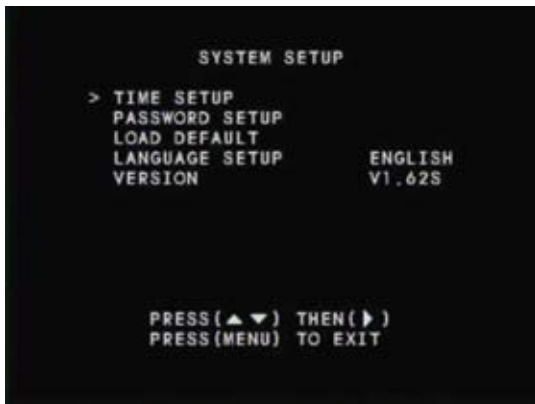 SYSTEM SETUP
> TIME SETUP
PASSWORD SETUP
LOAD DEFAULT
LANGUAGE SETUP ENGLISH
VERSION V1.62S
PRESS(▲▼) THEN(▶)
PRESS(MENU) TO EXIT